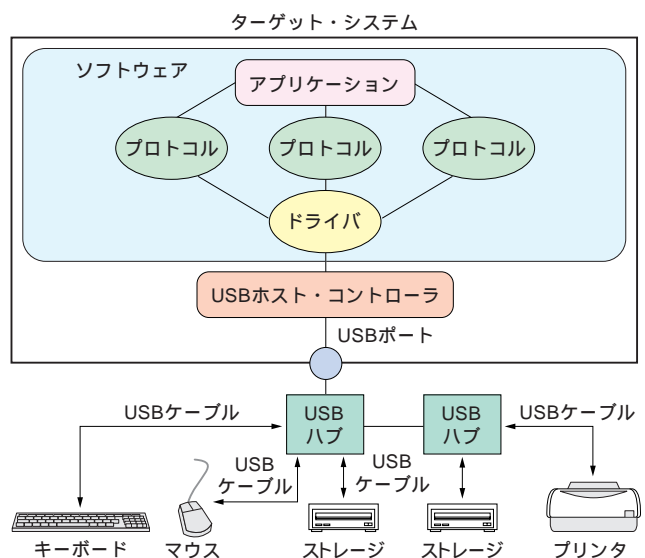 ターゲット・システム
ソフトウェア
アプリケーション
プロトコル
プロトコル
プロトコル
ドライバ
USBホスト・コントローラ
USBポート
USBケーブル
USB
ハブ
USB
ハブ
USBケーブル
USB
ケーブル
USB
ケーブル
キーボード
マウス
ストレージ
ストレージ
プリンタ